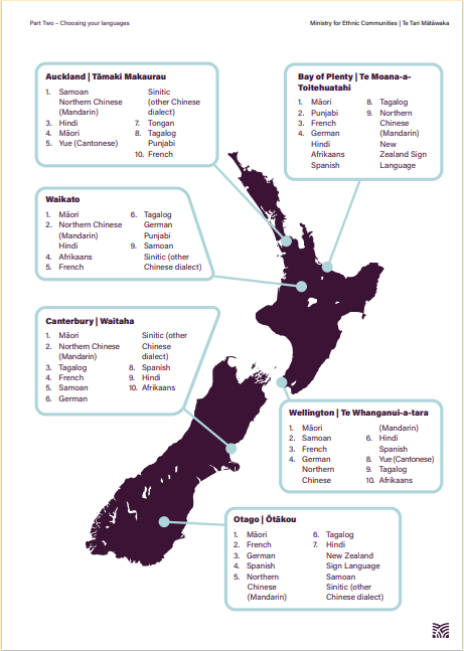 Part Two – Choosing your languages
Ministry for Ethnic Communities | Te Tari Mātāwaka
Auckland | Tāmaki Makaurau
1. Samoan
Northern Chinese
(Mandarin)
3. Hindi
4. Māori
5. Yue (Cantonese)
Sinitic
(other Chinese
dialect)
7. Tongan
8. Tagalog
Punjabi
10. French
Bay of Plenty | Te Moana-a-
Toitehuatahi
1. Māori
2. Punjabi
3. French
4. German
Hindi
Afrikaans
Spanish
8. Tagalog
9. Northern
Chinese
(Mandarin)
New
Zealand Sign
Language
Waikato
1. Māori
2. Northern Chinese
(Mandarin)
Hindi
4. Afrikaans
5. French
6. Tagalog
German
Punjabi
9. Samoan
Sinitic (other
Chinese dialect)
Canterbury | Waitaha
1. Māori
2. Northern Chinese
(Mandarin)
3. Tagalog
4. French
5. Samoan
6. German
Sinitic (other
Chinese
dialect)
8. Spanish
9. Hindi
10. Afrikaans
Wellington | Te Whanganui-a-tara
1. Māori
2. Samoan
3. French
4. German
Northern
Chinese
(Mandarin)
6. Hindi
Spanish
8. Yue (Cantonese)
9. Tagalog
10. Afrikaans
Otago | Ōtākou
1. Māori
2. French
3. German
4. Spanish
5. Northern
Chinese
(Mandarin)
6. Tagalog
7. Hindi
New Zealand
Sign Language
Samoan
Sinitic (other
Chinese dialect)